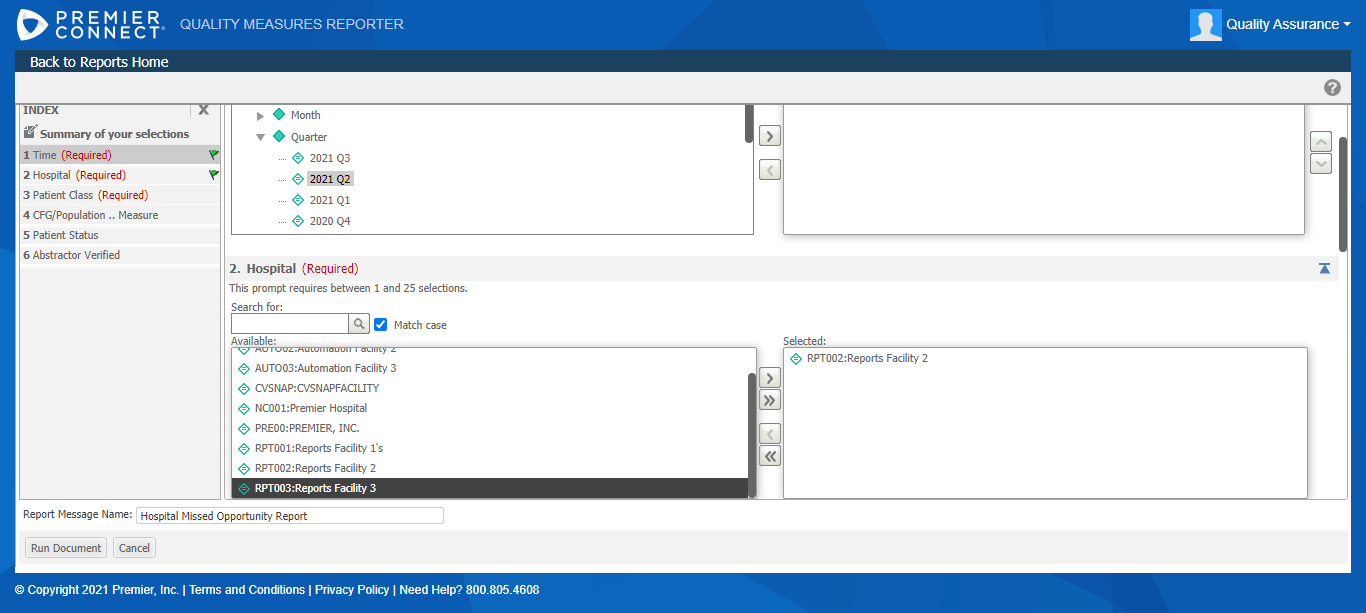 PREMIER CONNECT
QUALITY MEASURES REPORTER
Quality Assurance
Back to Reports Home
?
INDEX
X
Summary of your selections
1 Time (Required)
2 Hospital (Required)
3 Patient Class (Required)
4 CFG/Population .. Measure
5 Patient Status
6 Abstractor Verified
Month
Quarter
2021 Q3
2021 Q2
2021 Q1
2020 Q4
2. Hospital (Required)
This prompt requires between 1 and 25 selections.
Search for:
Match case
Available:
AUTO02:Automation Facility 2
AUTO03:Automation Facility 3
CVSNAP:CVSNAPFACILITY
NC001:Premier Hospital
PRE00:PREMIER, INC.
RPT001:Reports Facility 1's
RPT002:Reports Facility 2
RPT003:Reports Facility 3
Selected:
RPT002:Reports Facility 2
Report Message Name: Hospital Missed Opportunity Report
Run Document Cancel
© Copyright 2021 Premier, Inc. | Terms and Conditions | Privacy Policy | Need Help? 800.805.4608